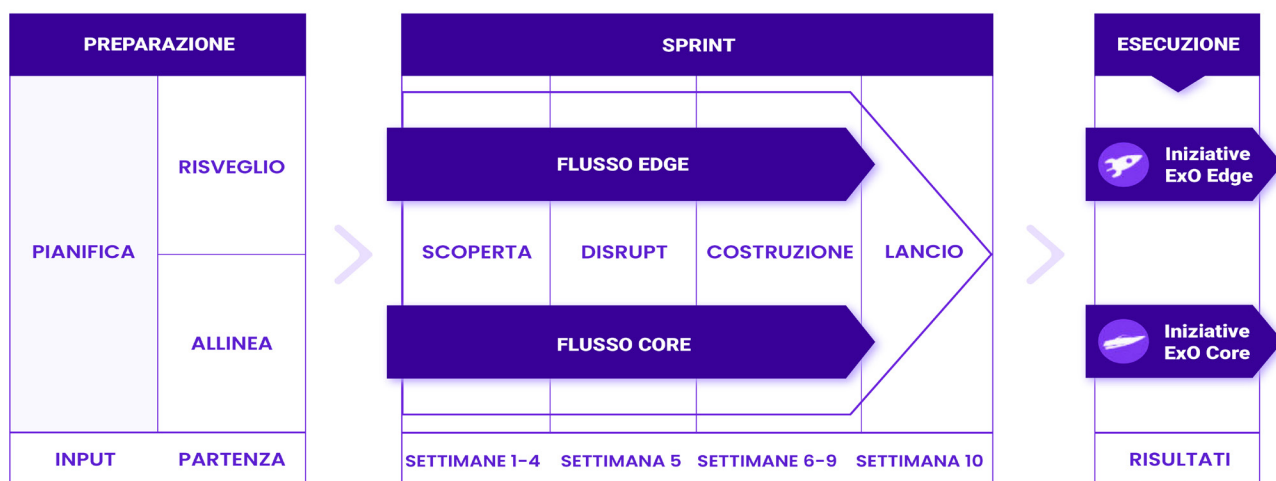 PREPARAZIONE
SPRINT
ESECUZIONE
RISVEGLIO
PIANIFICA
ALLINEA
FLUSSO EDGE
SCOPERTA
DISRUPT
COSTRUZIONE
LANCIO
FLUSSO CORE
Iniziative
ExO Edge
Iniziative
ExO Core
INPUT
PARTENZA
SETTIMANE 1-4
SETTIMANA 5
SETTIMANE 6-9
SETTIMANA 10
RISULTATI